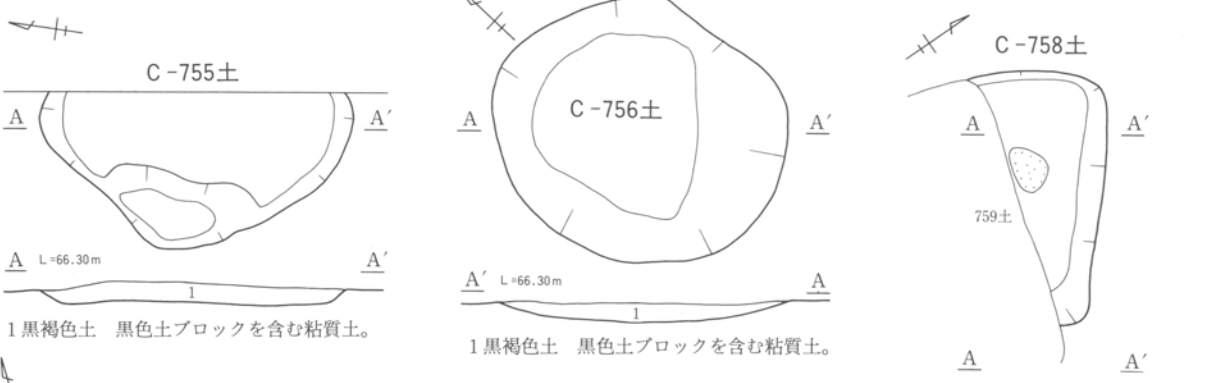 C-755土
A A′
A L=66.30m A′
1
1黒褐色土 黒色土ブロックを含む粘質土。
C-756土
A A′
A′ L=66.30m A
1
1黒褐色土 黒色土ブロックを含む粘質土。
C-758土
A A′
759土
A A′